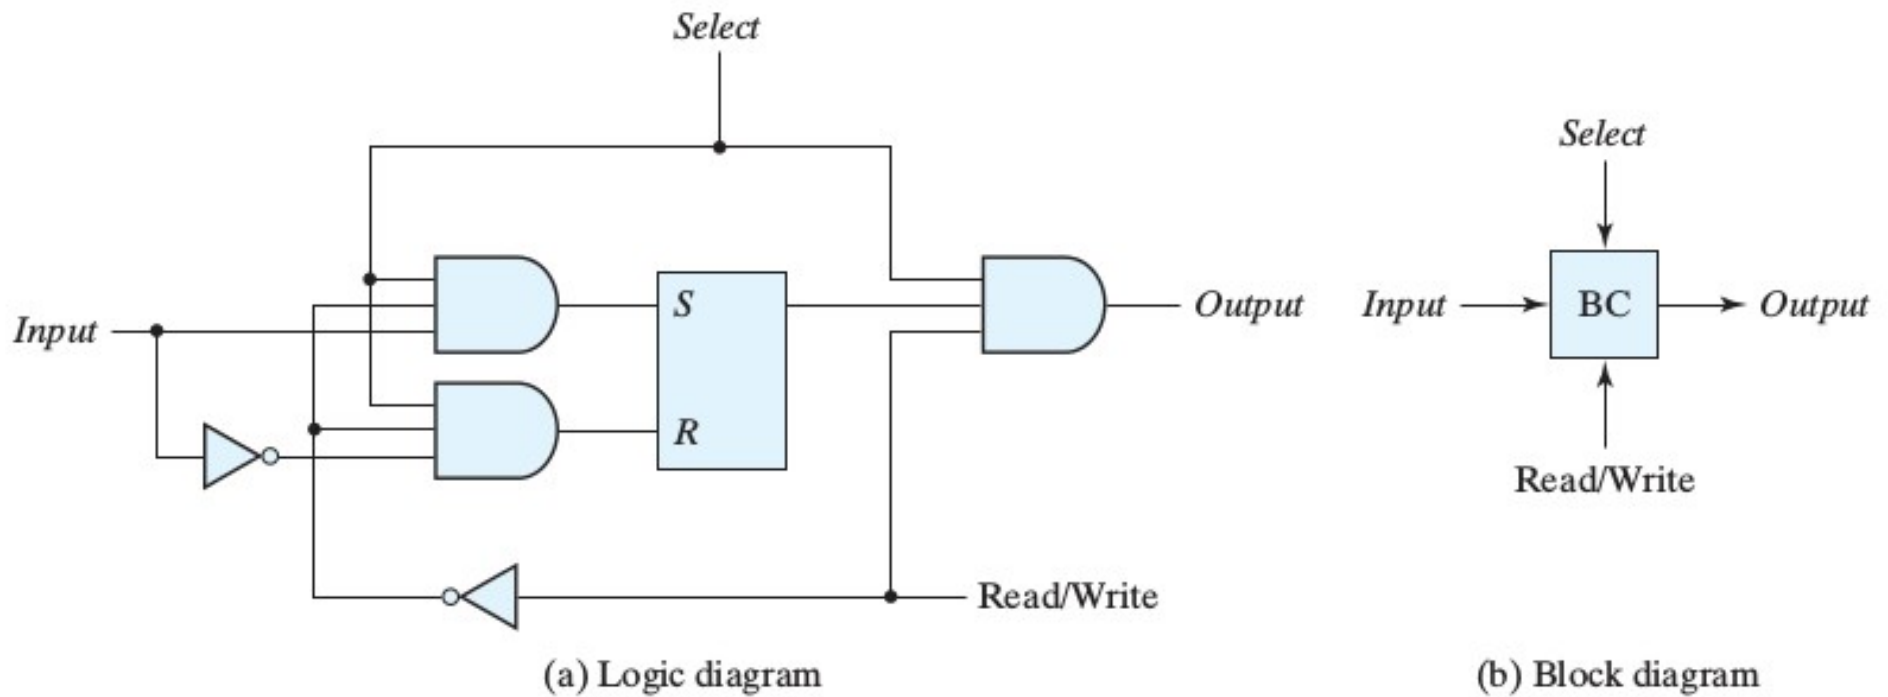 Select
Input
S
R
Output
Read/Write
(a) Logic diagram
Select
Input
BC
Output
Read/Write
(b) Block diagram